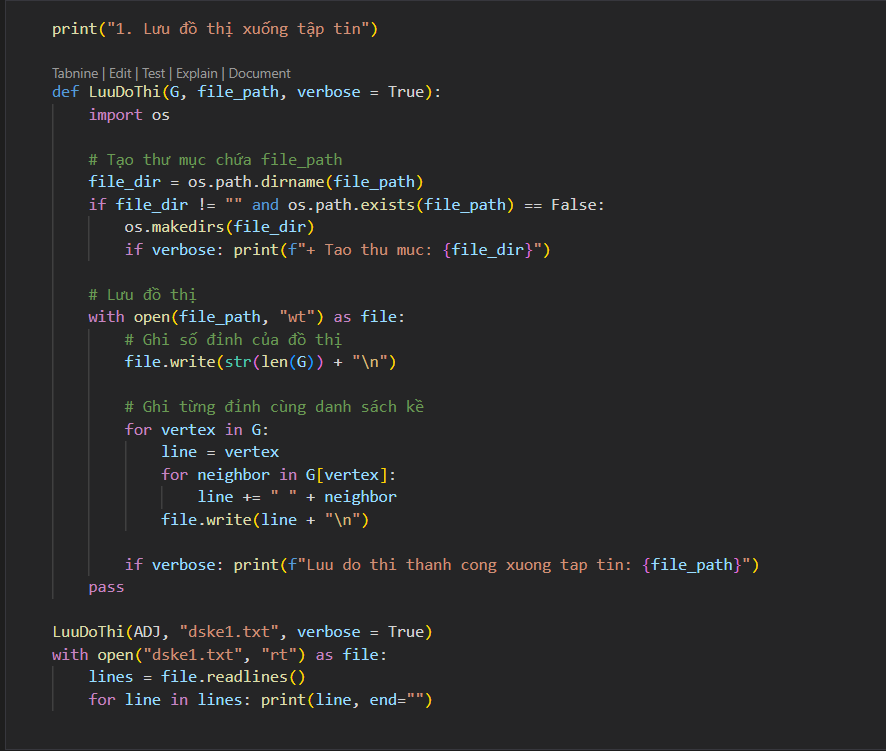 print("1. Lưu đồ thị xuống tập tin")
Tabnine | Edit | Test | Explain | Document
def LuuDoThi(G, file_path, verbose = True):
    import os
    # Tạo thư mục chứa file_path
    file_dir = os.path.dirname(file_path)
    if file_dir != "" and os.path.exists(file_path) == False:
        os.makedirs(file_dir)
        if verbose: print(f"+ Tao thu muc: {file_dir}")
    # Lưu đồ thị
    with open(file_path, "wt") as file:
        # Ghi số đỉnh của đồ thị
        file.write(str(len(G)) + "\n")
        # Ghi từng đỉnh cùng danh sách kề
        for vertex in G:
            line = vertex
            for neighbor in G[vertex]:
                line += " " + neighbor
            file.write(line + "\n")
        if verbose: print(f"Luu do thi thanh cong xuong tap tin: {file_path}")
    pass
LuuDoThi(ADJ, "dske1.txt", verbose = True)
with open("dske1.txt", "rt") as file:
    lines = file.readlines()
    for line in lines: print(line, end="")